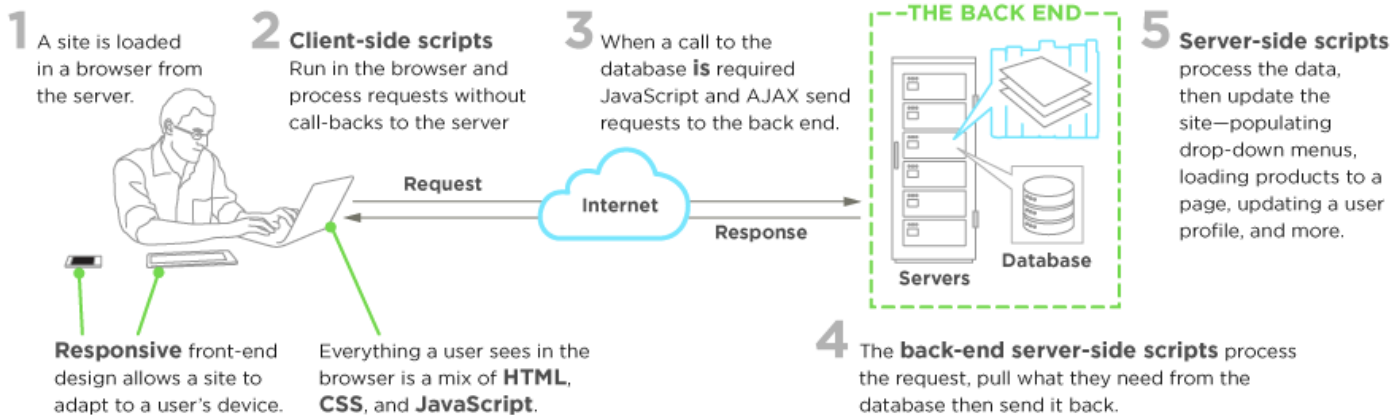 1
A site is loaded
in a browser from
the server.
2
Client-side scripts
Run in the browser and
process requests without
call-backs to the server
3
When a call to the
database is required
JavaScript and AJAX send
requests to the back end.
THE BACK END
5
Server-side scripts
process the data,
then update the
site—populating
drop-down menus,
loading products to a
page, updating a user
profile, and more.
Request
Internet
Response
Servers
Database
Responsive front-end
design allows a site to
adapt to a user's device.
Everything a user sees in the
browser is a mix of HTML,
CSS, and JavaScript.
4
The back-end server-side scripts process
the request, pull what they need from the
database then send it back.